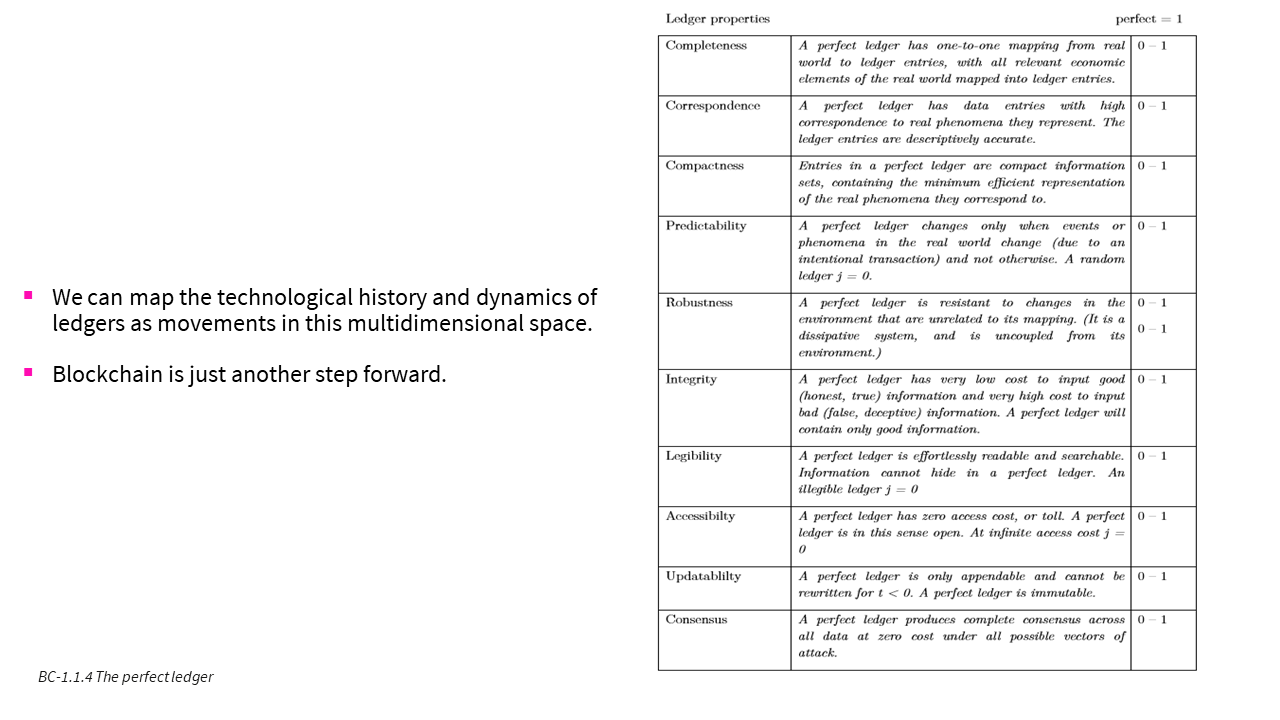 We can map the technological history and dynamics of
ledgers as movements in this multidimensional space.
Blockchain is just another step forward.
BC-1.1.4 The perfect ledger
Ledger properties perfect = 1
Completeness A perfect ledger has one-to-one mapping from real 0 – 1
world to ledger entries, with all relevant economic
elements of the real world mapped into ledger entries.
Correspondence A perfect ledger has data entries with high 0 – 1
correspondence to real phenomena they represent. The
ledger entries are descriptively accurate.
Compactness Entries in a perfect ledger are compact information 0 – 1
sets, containing the minimum efficient representation
of the real phenomena they correspond to.
Predictability A perfect ledger changes only when events or 0 – 1
phenomena in the real world change (due to an
intentional transaction) and not otherwise. A random
ledger j = 0.
Robustness A perfect ledger is resistant to changes in the 0 – 1
environment that are unrelated to its mapping. (It is a
dissipative system, and is uncoupled from its 0 – 1
environment.)
Integrity A perfect ledger has very low cost to input good 0 – 1
(honest, true) information and very high cost to input
bad (false, deceptive) information. A perfect ledger will
contain only good information.
Legibility A perfect ledger is effortlessly readable and searchable. 0 – 1
Information cannot hide in a perfect ledger. An
illegible ledger j = 0
Accessibilty A perfect ledger has zero access cost, or toll. A perfect 0 – 1
ledger is in this sense open. At infinite access cost j =
0
Updatablilty A perfect ledger is only appendable and cannot be 0 – 1
rewritten for t < 0. A perfect ledger is immutable.
Consensus A perfect ledger produces complete consensus across 0 – 1
all data at zero cost under all possible vectors of
attack.